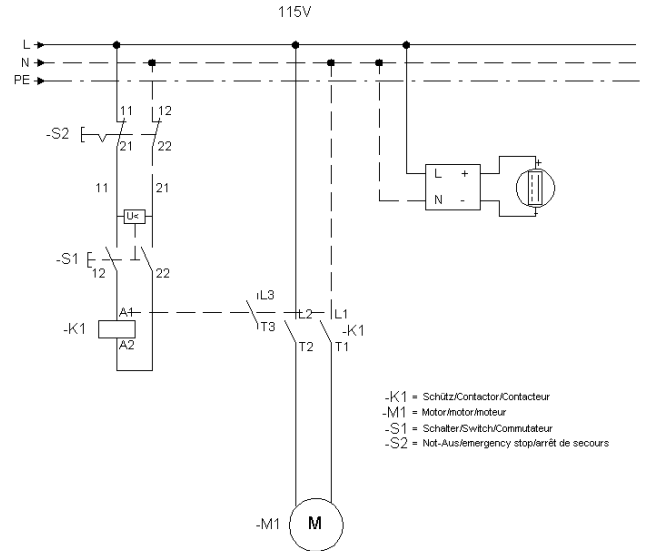 115V
L
N
PE
11 12
-S2
21 22
11 21
U<
-S1
12 22
A1
-K1
A2
L3
T3
L2 L1
-K1
T2 T1
L +
N -
+
-
-M1 M
-K1 = Schütz/Contactor/Contacteur
-M1 = Motor/motor/moteur
-S1 = Schalter/Switch/Commutateur
-S2 = Not-Aus/emergency stop/arrêt de secours